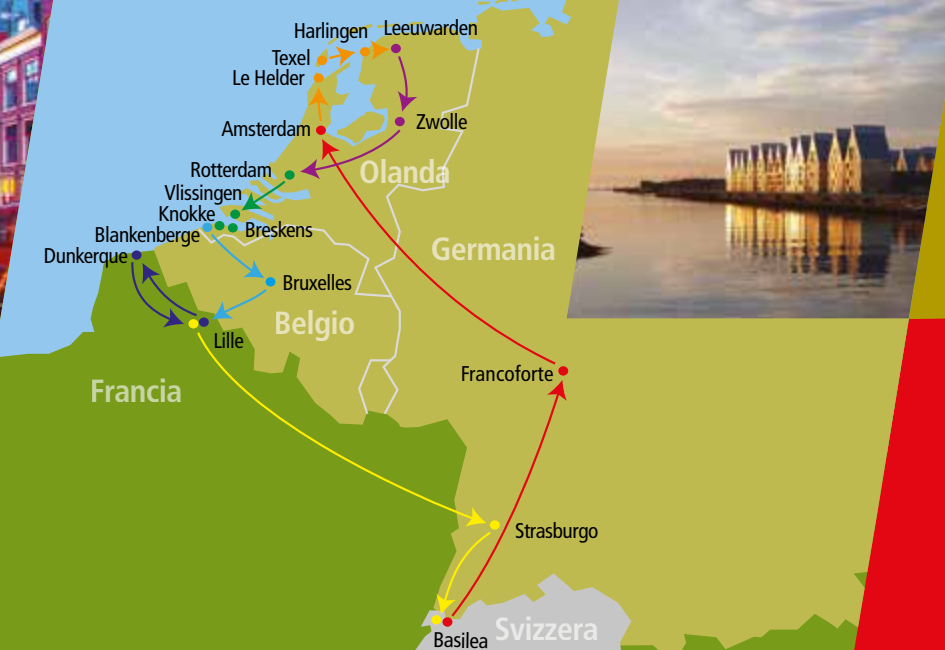 Harlingen
Leeuwarden
Texel
Le Helder
Amsterdam
Zwolle
Rotterdam
Olanda
Vlissingen
Knokke
Breskens
Blankenberge
Dunkerque
Germania
Bruxelles
Belgio
Lille
Francia
Francoforte
Strasburgo
Basilea
Svizzera